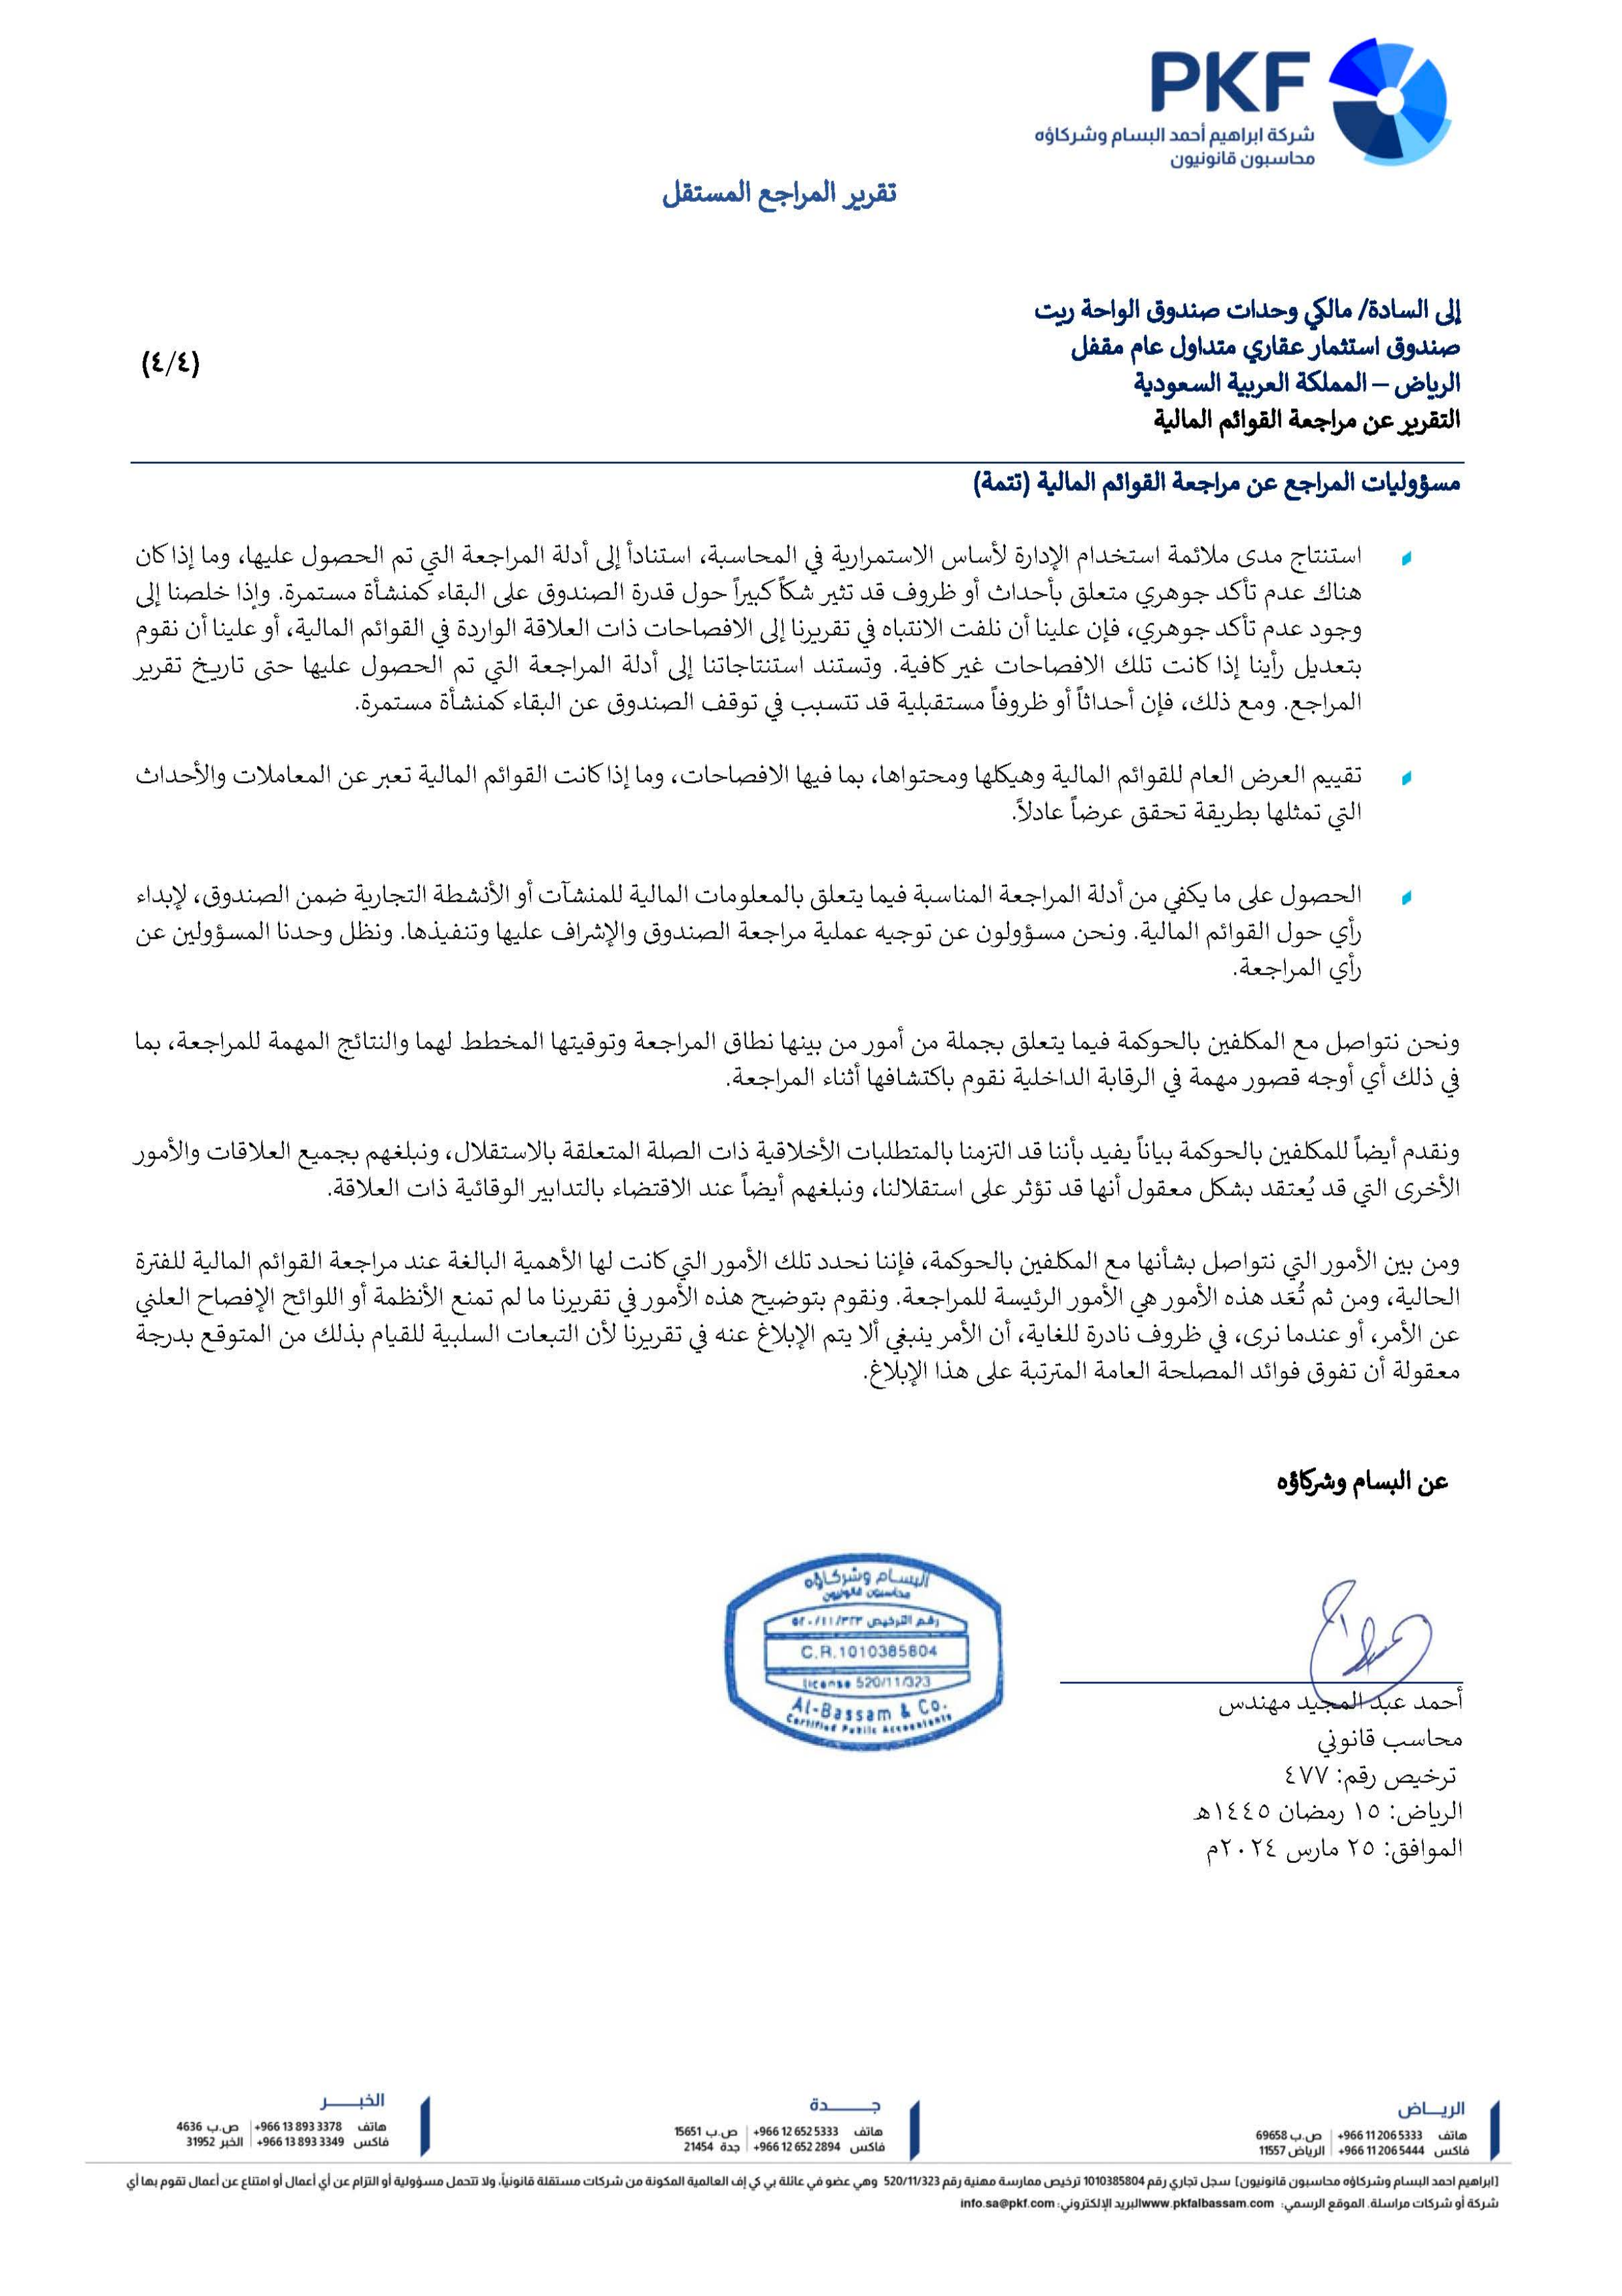 PKF
شركة ابراهيم أحمد البسام وشركاؤه
محاسبون قانونيون
تقرير المراجع المستقل
إلى السادة/ مالكي وحدات صندوق الواحة ريت
صندوق استثمار عقاري متداول عام مقفل
(٤/٤)
الرياض – المملكة العربية السعودية
التقرير عن مراجعة القوائم المالية
مسؤوليات المراجع عن مراجعة القوائم المالية (تتمة)
استنتاج مدى ملائمة استخدام الإدارة لأساس الاستمرارية في المحاسبة، استناداً إلى أدلة المراجعة التي تم الحصول عليها، وما إذا كان
هناك عدم تأكد جوهري متعلق بأحداث أو ظروف قد تثير شكاً كبيراً حول قدرة الصندوق على البقاء كمنشأة مستمرة. وإذا خلصنا إلى
وجود عدم تأكد جوهري، فإن علينا أن نلفت الانتباه في تقريرنا إلى الافصاحات ذات العلاقة الواردة في القوائم المالية، أو علينا أن نقوم
بتعديل رأينا إذا كانت تلك الافصاحات غير كافية. وتستند استنتاجاتنا إلى أدلة المراجعة التي تم الحصول عليها حتى تاريخ تقرير
المراجع. ومع ذلك، فإن أحداثاً أو ظروفاً مستقبلية قد تتسبب في توقف الصندوق عن البقاء كمنشأة مستمرة.
تقييم العرض العام للقوائم المالية وهيكلها ومحتواها، بما فيها الافصاحات، وما إذا كانت القوائم المالية تعبر عن المعاملات والأحداث
التي تمثلها بطريقة تحقق عرضاً عادلاً.
الحصول على ما يكفي من أدلة المراجعة المناسبة فيما يتعلق بالمعلومات المالية للمنشآت أو الأنشطة التجارية ضمن الصندوق، لإبداء
رأي حول القوائم المالية. ونحن مسؤولون عن توجيه عملية مراجعة الصندوق والإشراف عليها وتنفيذها. ونظل وحدنا المسؤولين عن
رأي المراجعة.
ونحن نتواصل مع المكلفين بالحوكمة فيما يتعلق بجملة من أمور من بينها نطاق المراجعة وتوقيتها المخطط لهما والنتائج المهمة للمراجعة، بما
في ذلك أي أوجه قصور مهمة في الرقابة الداخلية نقوم باكتشافها أثناء المراجعة.
ونقدم أيضاً للمكلفين بالحوكمة بياناً يفيد بأننا قد التزمنا بالمتطلبات الأخلاقية ذات الصلة المتعلقة بالاستقلال، ونبلغهم بجميع العلاقات والأمور
الأخرى التي قد يُعتقد بشكل معقول أنها قد تؤثر على استقلالنا، ونبلغهم أيضاً عند الاقتضاء بالتدابير الوقائية ذات العلاقة.
ومن بين الأمور التي نتواصل بشأنها مع المكلفين بالحوكمة، فإننا نحدد تلك الأمور التي كانت لها الأهمية البالغة عند مراجعة القوائم المالية للفترة
الحالية، ومن ثم تُعَد هذه الأمور هي الأمور الرئيسة للمراجعة. ونقوم بتوضيح هذه الأمور في تقريرنا ما لم تمنع الأنظمة أو اللوائح الإفصاح العلني
عن الأمر، أو عندما نرى، في ظروف نادرة للغاية، أن الأمر ينبغي ألا يتم الإبلاغ عنه في تقريرنا لأن التبعات السلبية للقيام بذلك من المتوقع بدرجة
معقولة أن تفوق فوائد المصلحة العامة المترتبة على هذا الإبلاغ.
عن البسام وشركاؤه
البسام وشركاؤه
محاسبون قانونيون
رقم الترخيص ٥٢٠/١١/٣٢٣
C.R.1010385804
license 520/11/323
Al-Bassam & Co.
Certified Public Accountants
أحمد عبد المجيد مهندس
محاسب قانوني
ترخيص رقم: ٤٧٧
الرياض: ١٥ رمضان ١٤٤٥هـ
الموافق: ٢٥ مارس ٢٠٢٤م
الريـــاض
هاتف +966 11 206 5333 ص.ب 69658
فاكس +966 11 206 5444 الرياض 11557
جــــــدة
هاتف +966 12 652 5333 ص.ب 15651
فاكس +966 12 652 2894 جدة 21454
الخبـــــر
هاتف +966 13 893 3378 ص.ب 4636
فاكس +966 13 893 3349 الخبر 31952
(ابراهيم احمد البسام وشركاؤه محاسبون قانونيون) سجل تجاري رقم 1010385804 ترخيص ممارسة مهنية رقم 520/11/323 وهي عضو في عائلة بي كي إف العالمية المكونة من شركات مستقلة قانونياً، ولا تتحمل مسؤولية أو التزام عن أي أعمال أو امتناع عن أعمال تقوم بها أي
شركة أو شركات مراسلة. الموقع الرسمي: www.pkfalbassam.com البريد الإلكتروني: info.sa@pkf.com